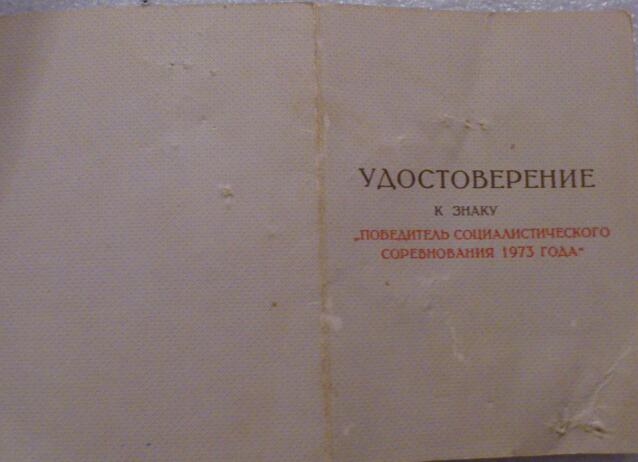 УДОСТОВЕРЕНИЕ
К ЗНАКУ
„ПОБЕДИТЕЛЬ СОЦИАЛИСТИЧЕСКОГО
СОРЕВНОВАНИЯ 1973 ГОДА“